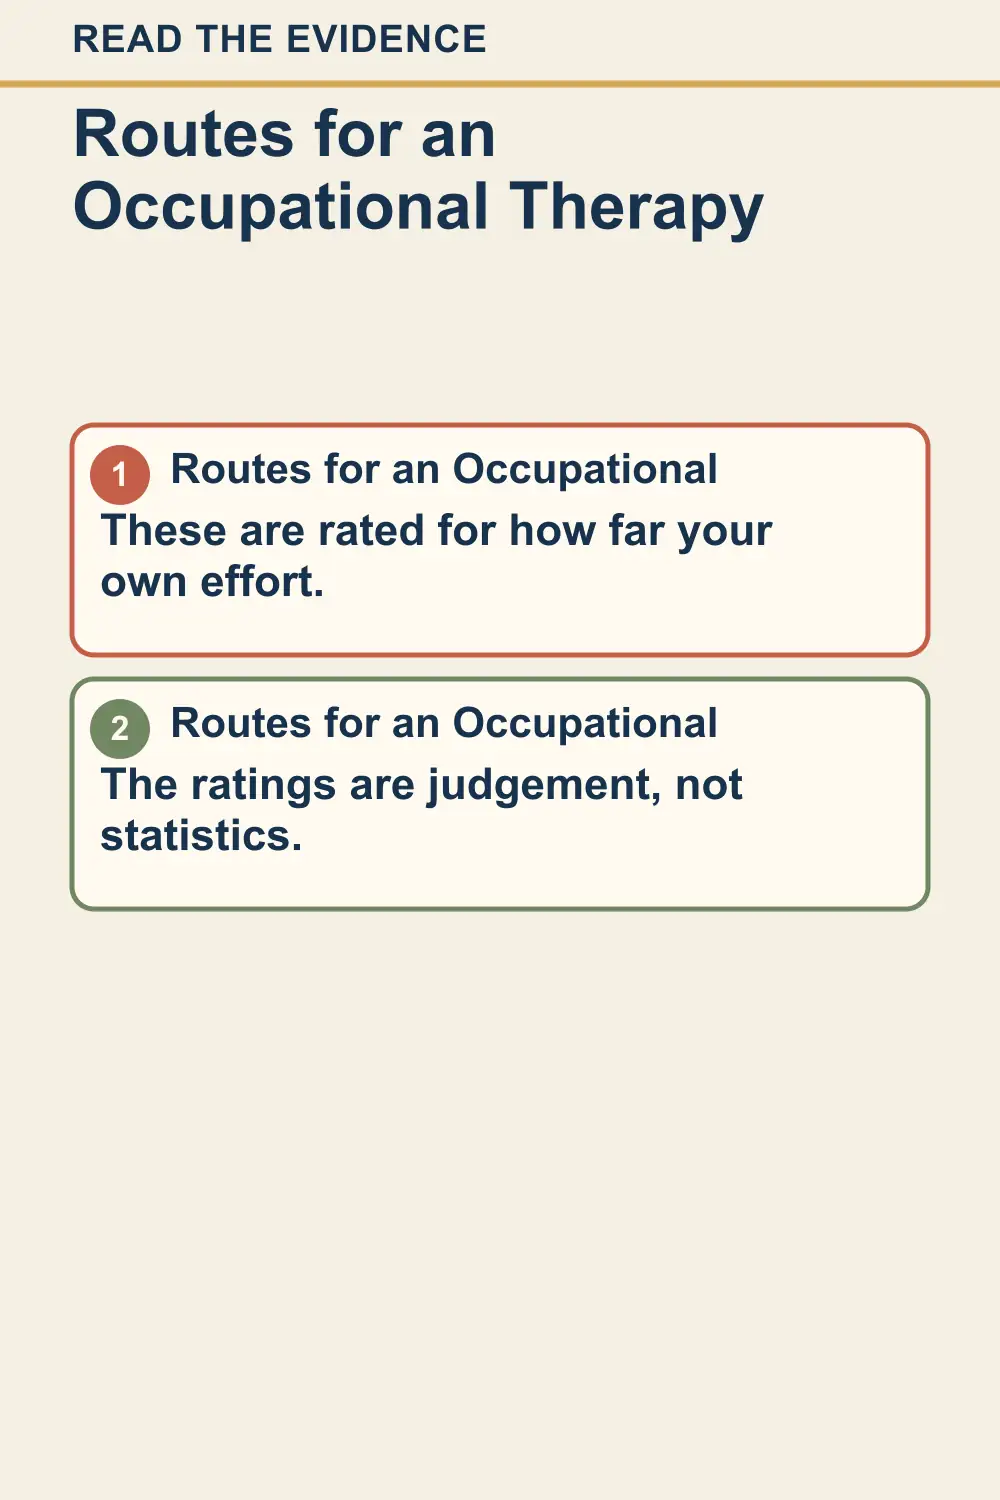 READ THE EVIDENCE
Routes for an
Occupational Therapy
1 Routes for an Occupational
These are rated for how far your
own effort.
2 Routes for an Occupational
The ratings are judgement, not
statistics.